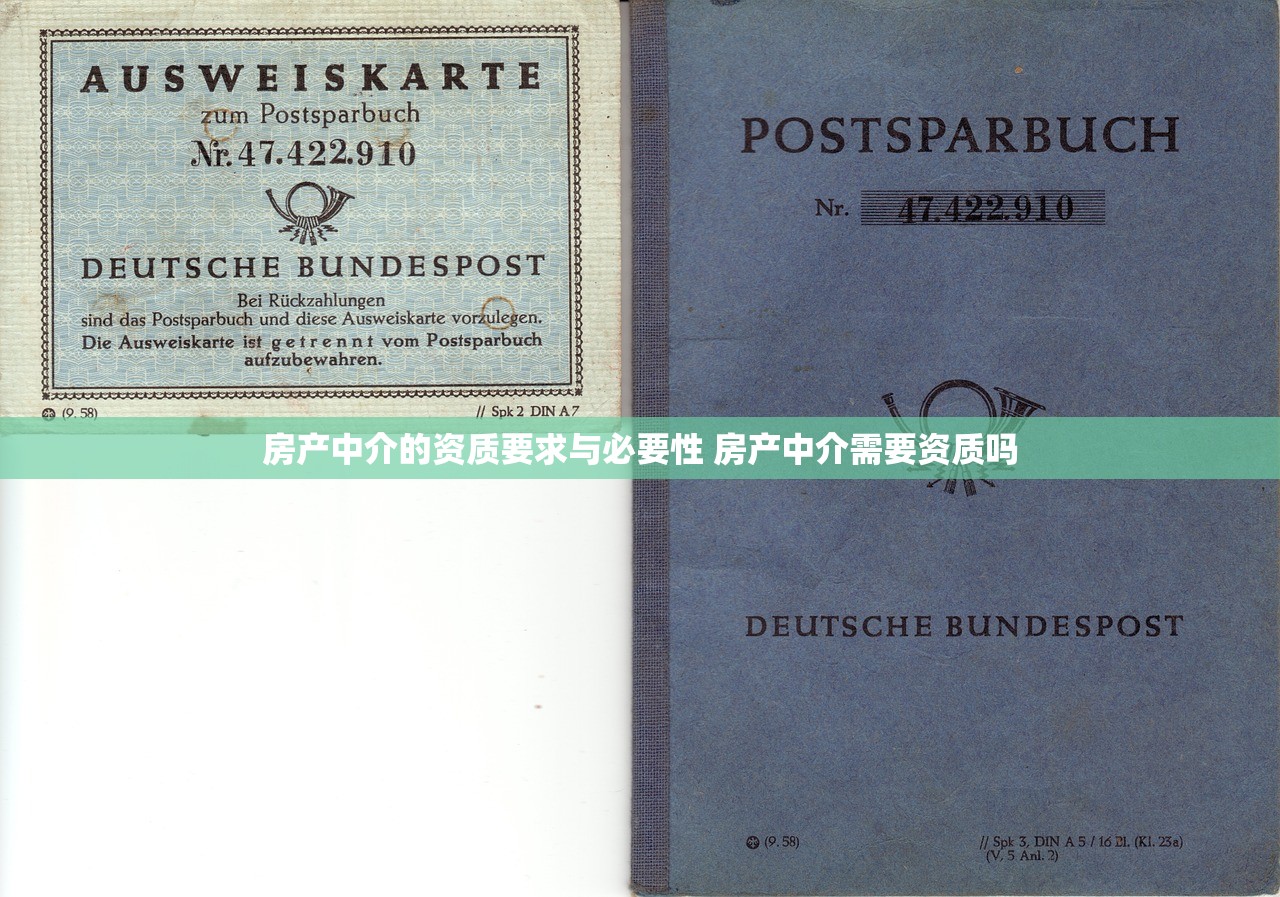 AUSWEISKARTE
zum Postsparbuch
Nr. 47.422.910
DEUTSCHE BUNDESPOST
Bei Rückzahlungen
sind das Postsparbuch und diese Ausweiskarte vorzulegen.
Die Ausweiskarte ist getrennt vom Postsparbuch
aufzubewahren.
(9. 58)
// Spk 2 DIN A 7
POSTSPARBUCH
Nr. 47.422.910
房产中介的资质要求与必要性 房产中介需要资质吗
DEUTSCHE BUNDESPOST
(9. 58)
// Spk 3, DIN A 5 / 16 Bl. (Kl. 23a)
(V, 5 Anl. 2)